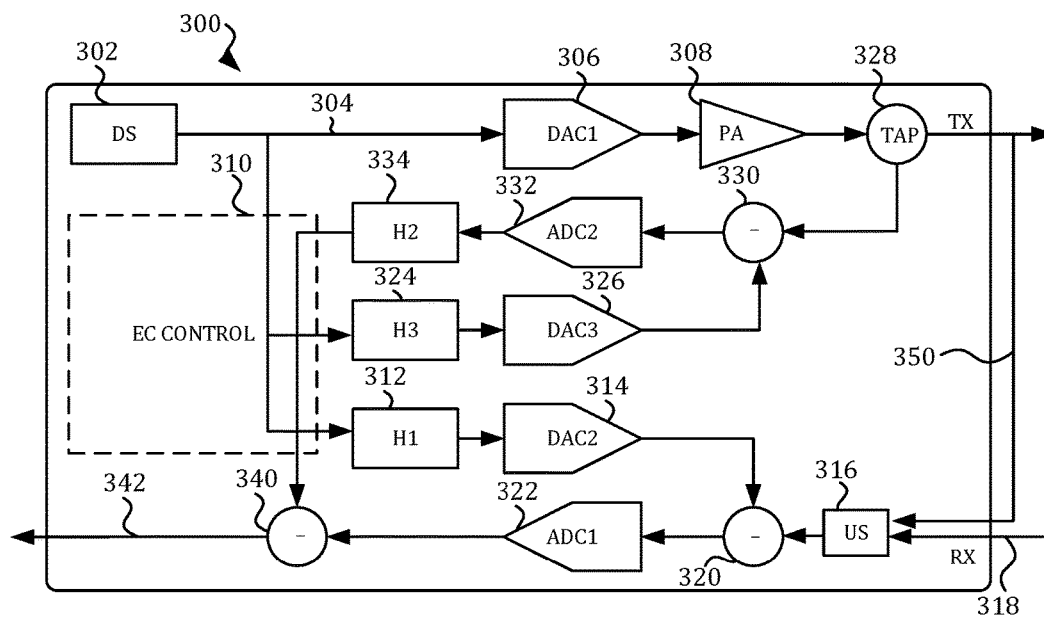 300
302
306
308
328
DS
304
DAC1
PA
TAP
TX
310
334
332
330
H2
ADC2
-
324
326
EC CONTROL
H3
DAC3
350
312
314
H1
DAC2
342
340
322
316
-
ADC1
-
US
320
RX
318